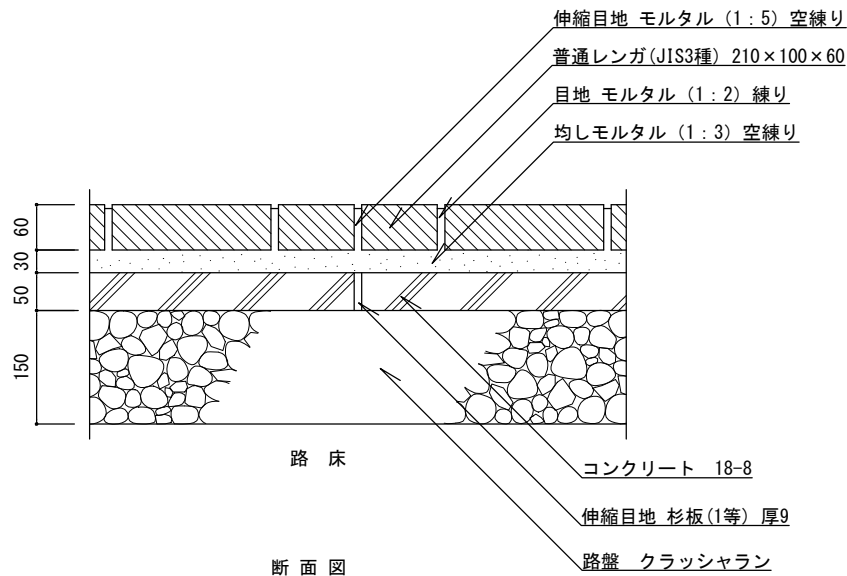 伸縮目地 モルタル (1：5) 空練り
普通レンガ(JIS3種) 210×100×60
目地 モルタル (1：2) 練り
均しモルタル (1：3) 空練り
60
30
50
150
路 床
コンクリート 18-8
伸縮目地 杉板(1等) 厚9
路盤 クラッシャラン
断 面 図